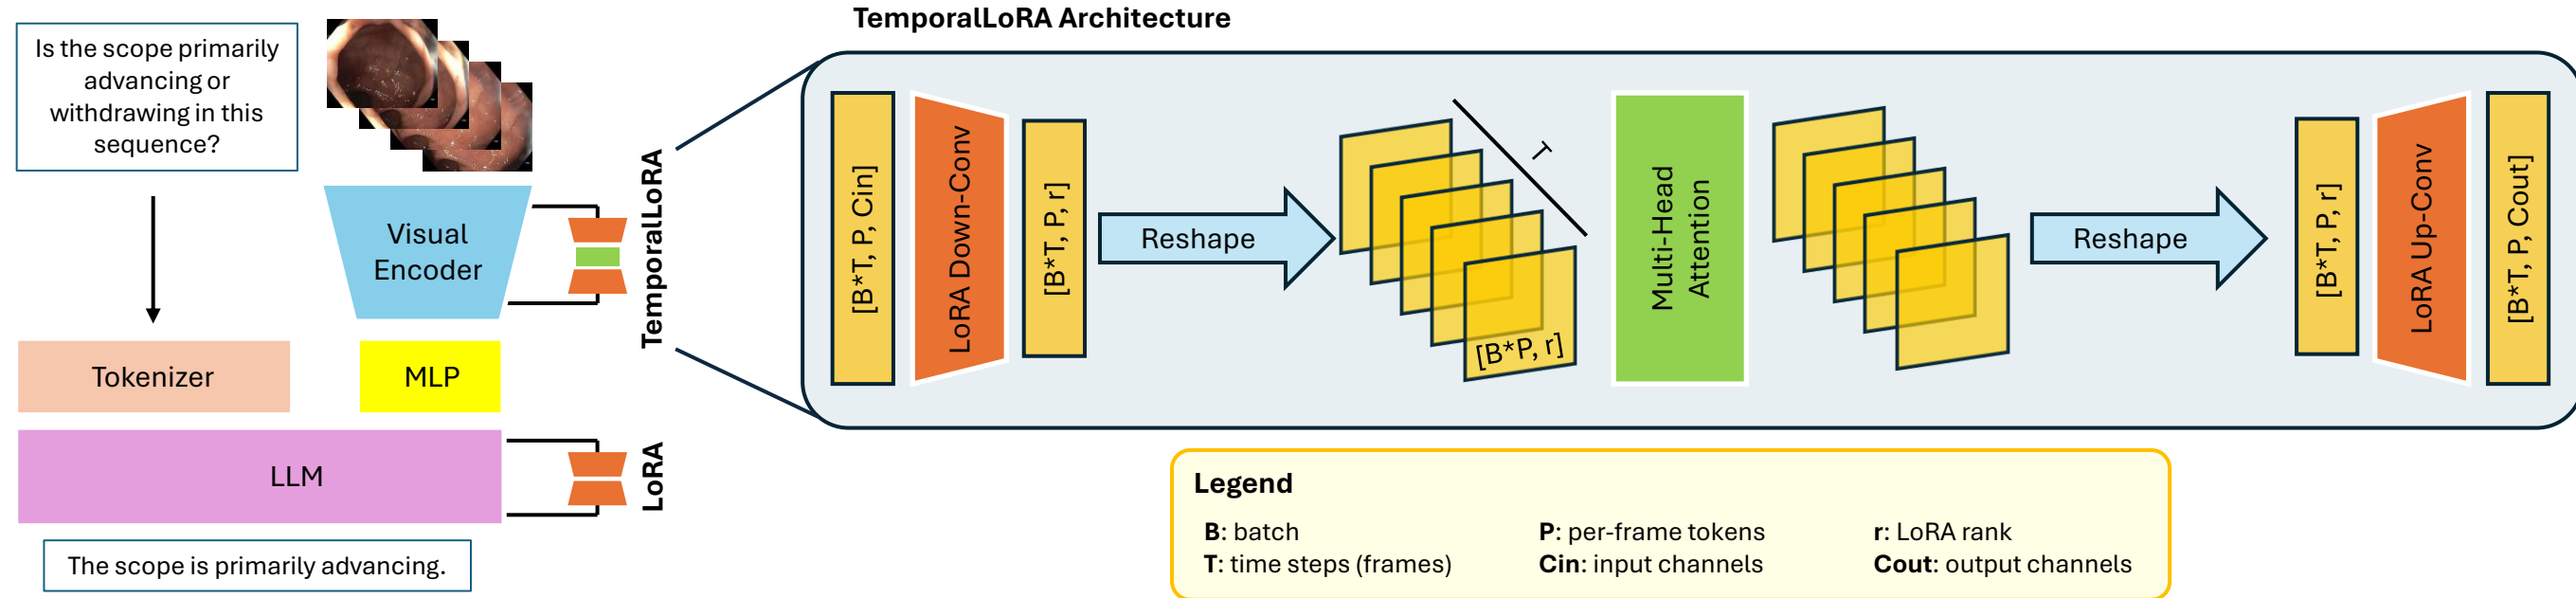 TemporalLoRA Architecture
Is the scope primarily
advancing or
withdrawing in this
sequence?
Visual
Encoder
TemporalLoRA
Tokenizer
MLP
LLM
LoRA
The scope is primarily advancing.
[B*T, P, Cin]
LoRA Down-Conv
[B*T, P, r]
Reshape
T
[B*P, r]
Multi-Head
Attention
Reshape
[B*T, P, r]
LoRA Up-Conv
[B*T, P, Cout]
Legend
B: batch
P: per-frame tokens
r: LoRA rank
T: time steps (frames)
Cin: input channels
Cout: output channels